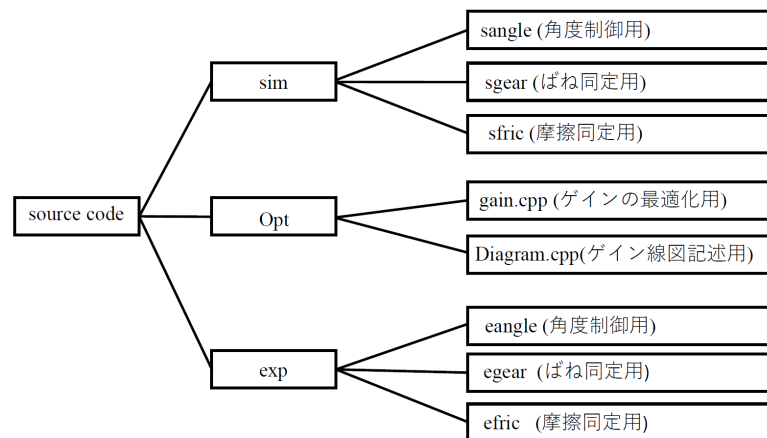 source code
sim
sangle (角度制御用)
sgear (ばね同定用)
sfric (摩擦同定用)
Opt
gain.cpp (ゲインの最適化用)
Diagram.cpp(ゲイン線図記述用)
exp
eangle (角度制御用)
egear (ばね同定用)
efric (摩擦同定用)